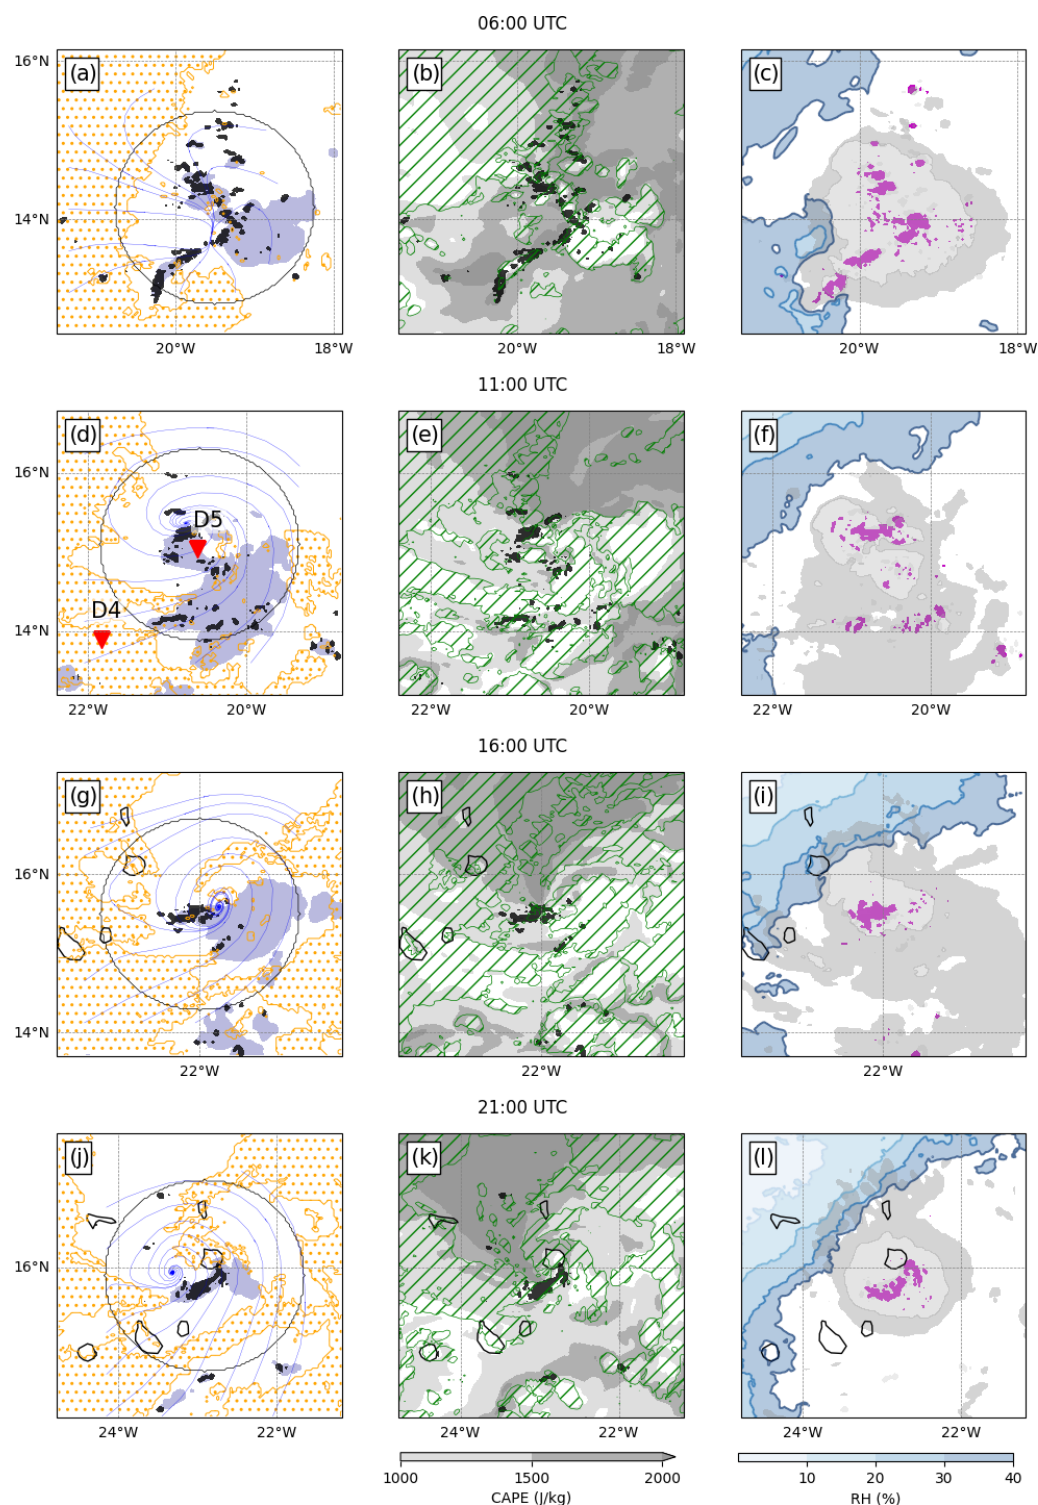 06:00 UTC
16°N
(a)
(b)
(c)
14°N
20°W 18°W
20°W 18°W
20°W 18°W
11:00 UTC
(d)
(e)
(f)
16°N
D5
D4
14°N
22°W 20°W
22°W 20°W
22°W 20°W
16:00 UTC
(g)
(h)
(i)
16°N
14°N
22°W
22°W
22°W
21:00 UTC
(j)
(k)
(l)
16°N
24°W 22°W
24°W 22°W
24°W 22°W
1000 1500 2000
CAPE (J/kg)
10 20 30 40
RH (%)